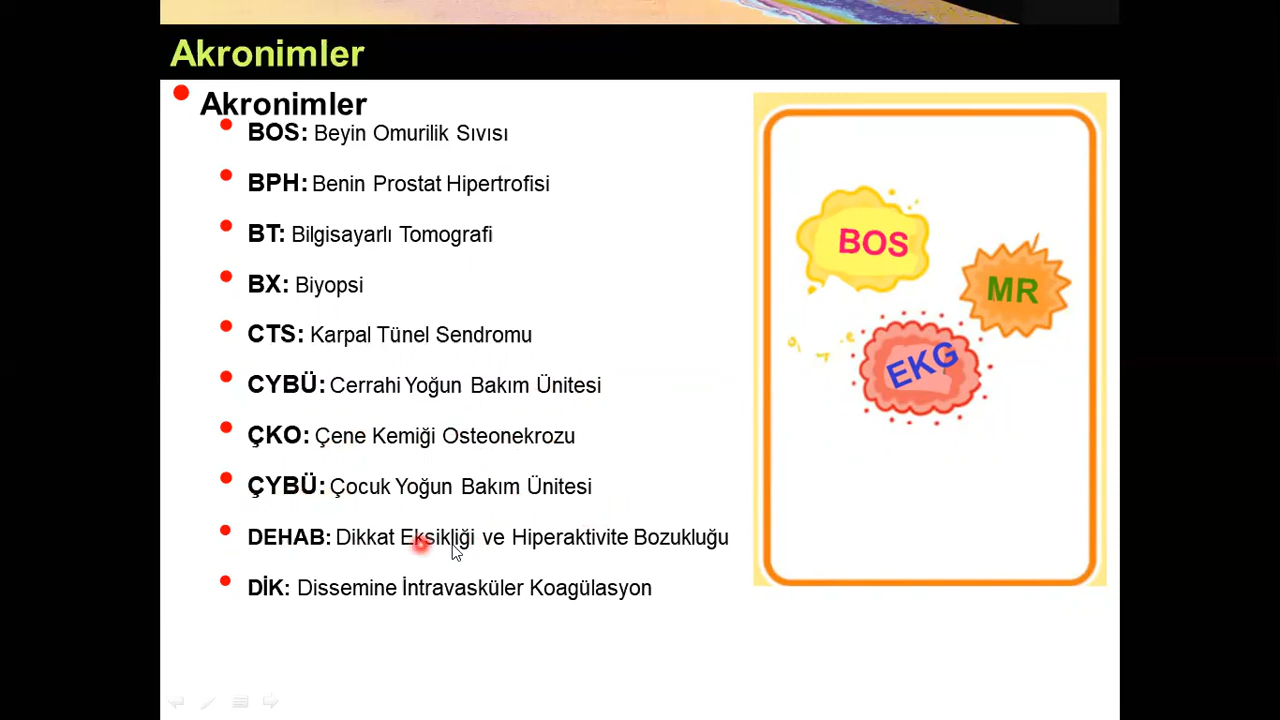 Akronimler
Akronimler
BOS: Beyin Omurilik Sıvısı
BPH: Benin Prostat Hipertrofisi
BT: Bilgisayarlı Tomografi
BX: Biyopsi
CTS: Karpal Tünel Sendromu
CYBÜ: Cerrahi Yoğun Bakım Ünitesi
ÇKO: Çene Kemiği Osteonekrozu
ÇYBÜ: Çocuk Yoğun Bakım Ünitesi
DEHAB: Dikkat Eksikliği ve Hiperaktivite Bozukluğu
DİK: Dissemine İntravasküler Koagülasyon
BOS
MR
EKG